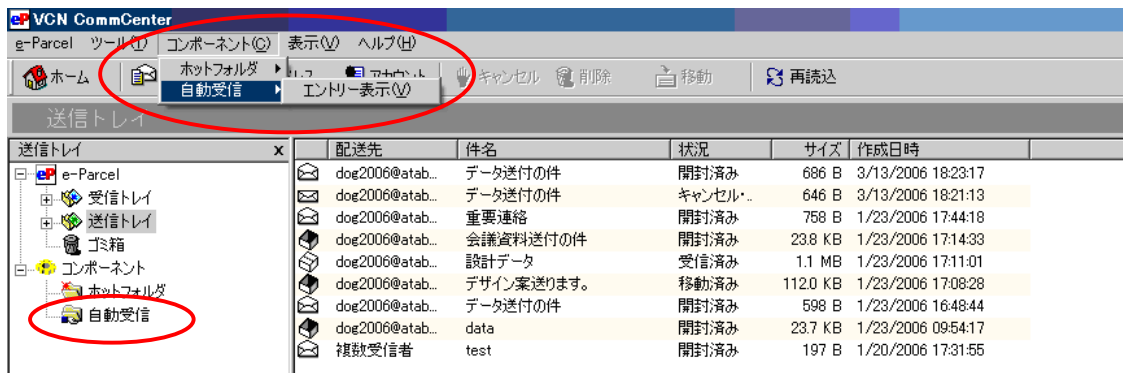 eP VCN CommCenter
e-Parcel ツール(T) コンポーネント(C) 表示(V) ヘルプ(H)
ホーム キャンセル 削除 移動 再読込
ホットフォルダ
自動受信 エントリー表示(V)
送信トレイ
送信トレイ x 配送先 件名 状況 サイズ 作成日時
eP e-Parcel
受信トレイ
送信トレイ
ゴミ箱
コンポーネント
ホットフォルダ
自動受信
dog2006@atab... データ送付の件 開封済み 686 B 3/13/2006 18:23:17
dog2006@atab... データ送付の件 キャンセル・.. 646 B 3/13/2006 18:21:13
dog2006@atab... 重要連絡 開封済み 758 B 1/23/2006 17:44:18
dog2006@atab... 会議資料送付の件 開封済み 23.8 KB 1/23/2006 17:14:33
dog2006@atab... 設計データ 受信済み 1.1 MB 1/23/2006 17:11:01
dog2006@atab... デザイン案送ります。 移動済み 112.0 KB 1/23/2006 17:08:28
dog2006@atab... データ送付の件 開封済み 598 B 1/23/2006 16:48:44
dog2006@atab... data 開封済み 23.7 KB 1/23/2006 09:54:17
複数受信者 test 開封済み 197 B 1/20/2006 17:31:55